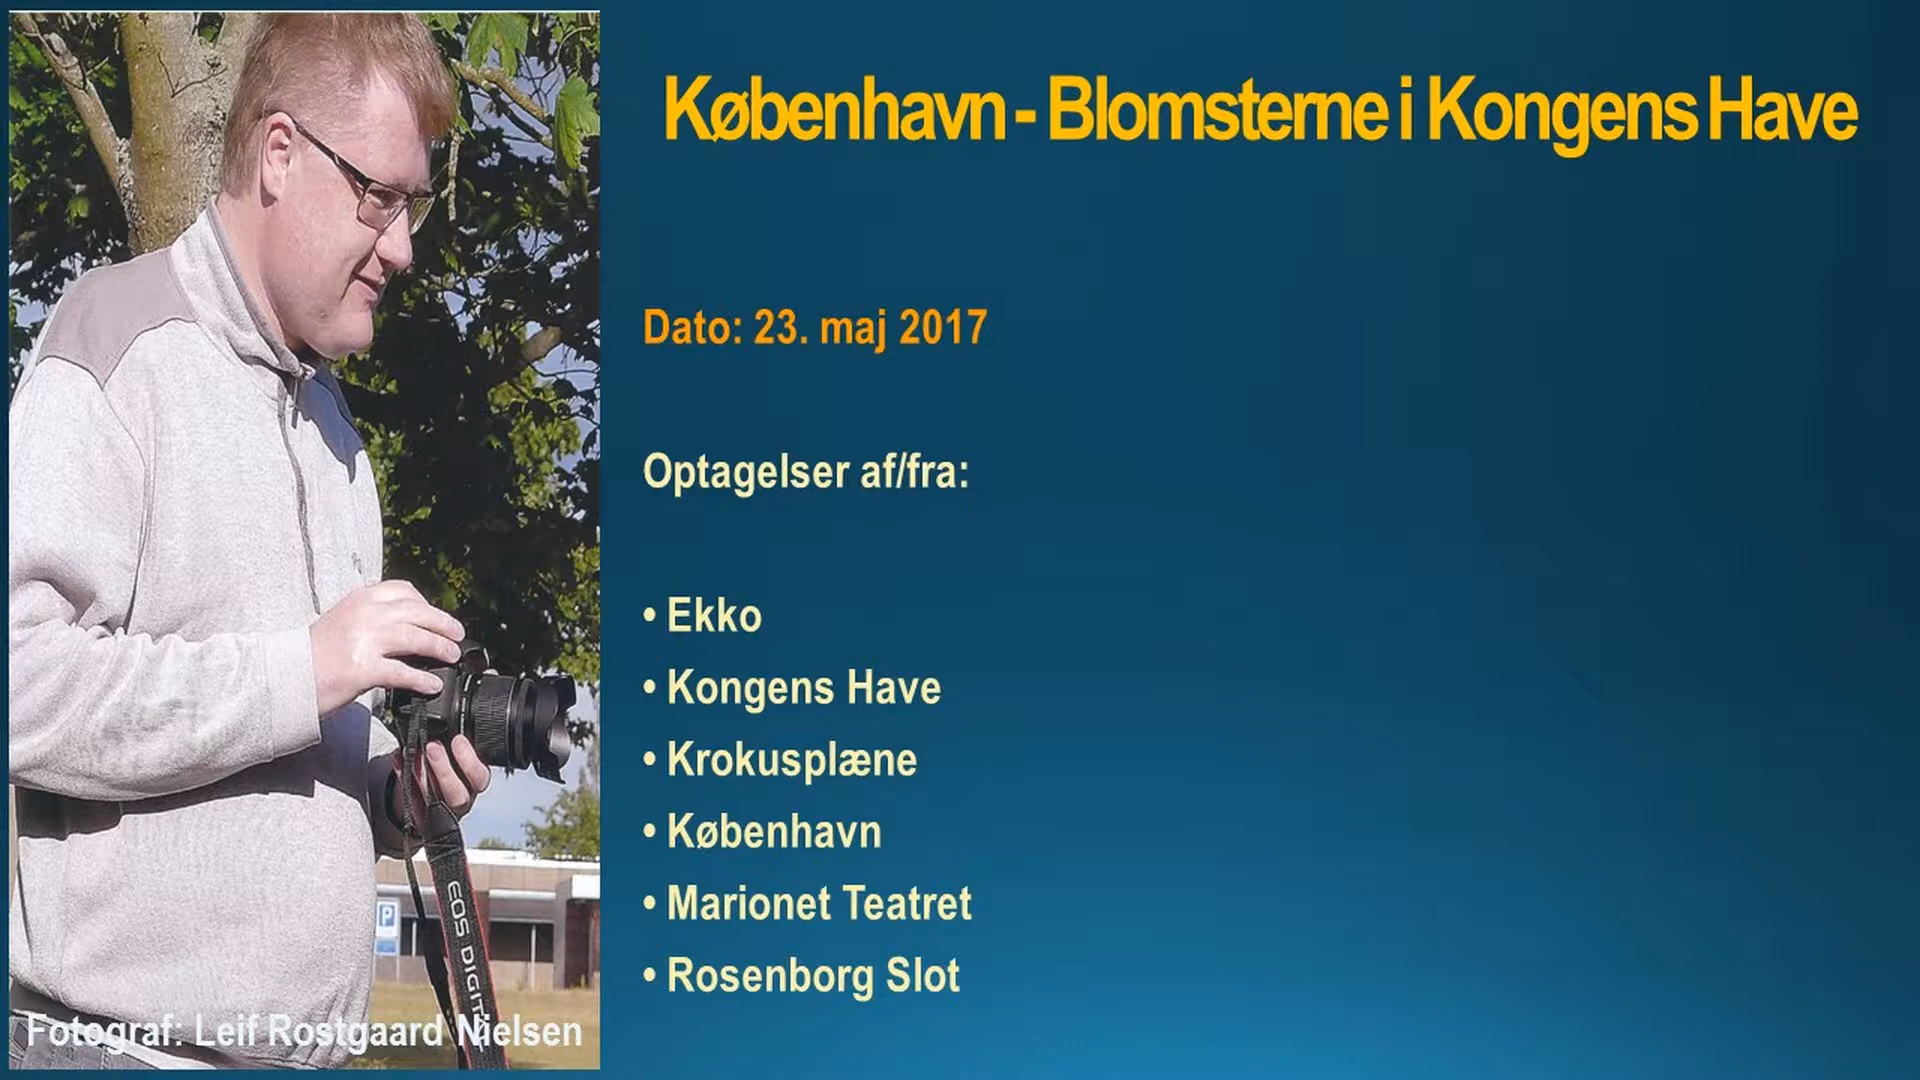 København - Blomsterne i Kongens Have
Dato: 23. maj 2017
Optagelser af/fra:
• Ekko
• Kongens Have
• Krokusplæne
• København
• Marionet Teatret
• Rosenborg Slot
P
EOS DIGIT
Fotograf: Leif Rostgaard Nielsen